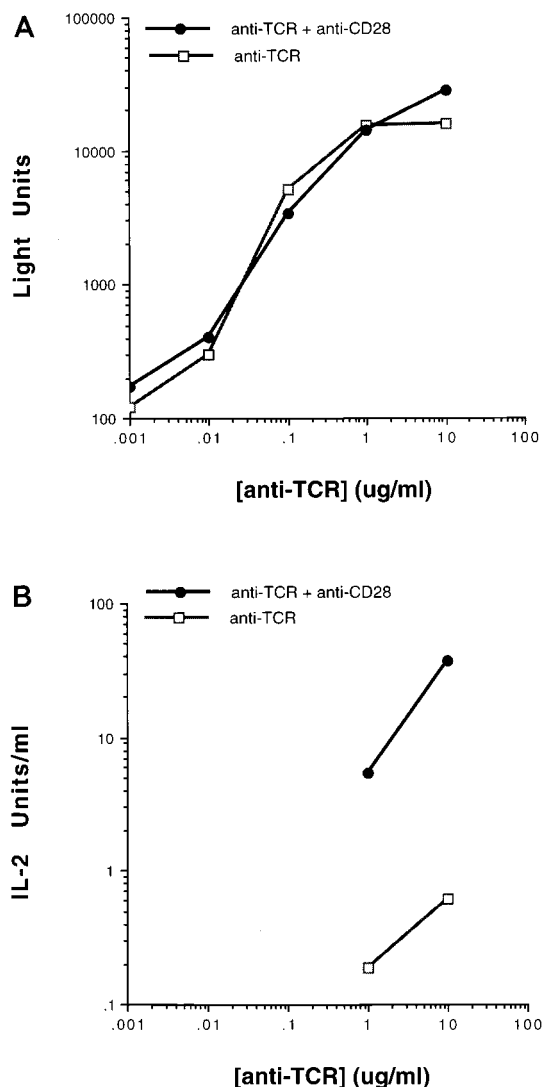 A
anti-TCR + anti-CD28
anti-TCR
100000
10000
1000
100
Light Units
.001 .01 .1 1 10 100
[anti-TCR] (ug/ml)
B
anti-TCR + anti-CD28
anti-TCR
100
10
1
.1
IL-2 Units/ml
.001 .01 .1 1 10 100
[anti-TCR] (ug/ml)